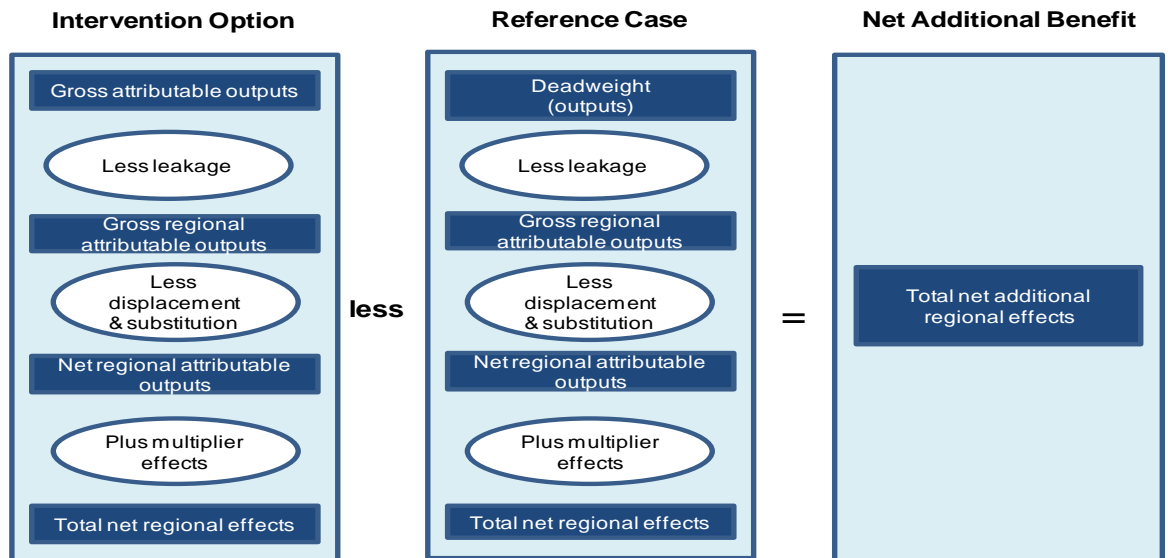 Intervention Option
Gross attributable outputs
Less leakage
Gross regional
attributable outputs
Less
displacement
& substitution
Net regional attributable
outputs
Plus multiplier
effects
Total net regional effects
less
Reference Case
Deadweight
(outputs)
Less leakage
Gross regional
attributable outputs
Less
displacement
& substitution
Net regional attributable
outputs
Plus multiplier
effects
Total net regional effects
=
Net Additional Benefit
Total net additional
regional effects